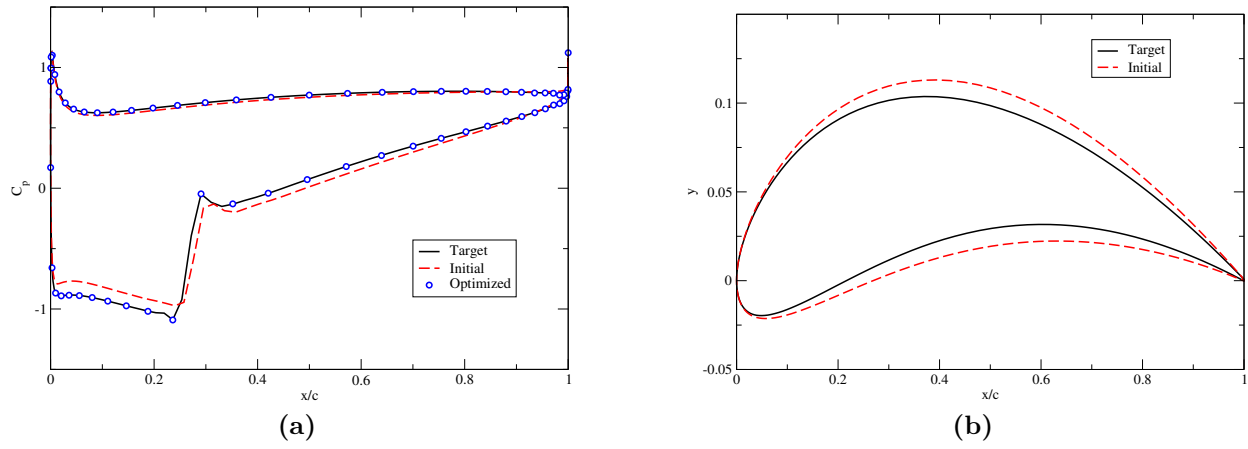 1
0
-1
C_p
0
0.2
0.4
0.6
0.8
1
x/c
Target
Initial
Optimized
(a)
0.1
0.05
0
-0.05
y
0
0.2
0.4
0.6
0.8
1
x/c
Target
Initial
(b)